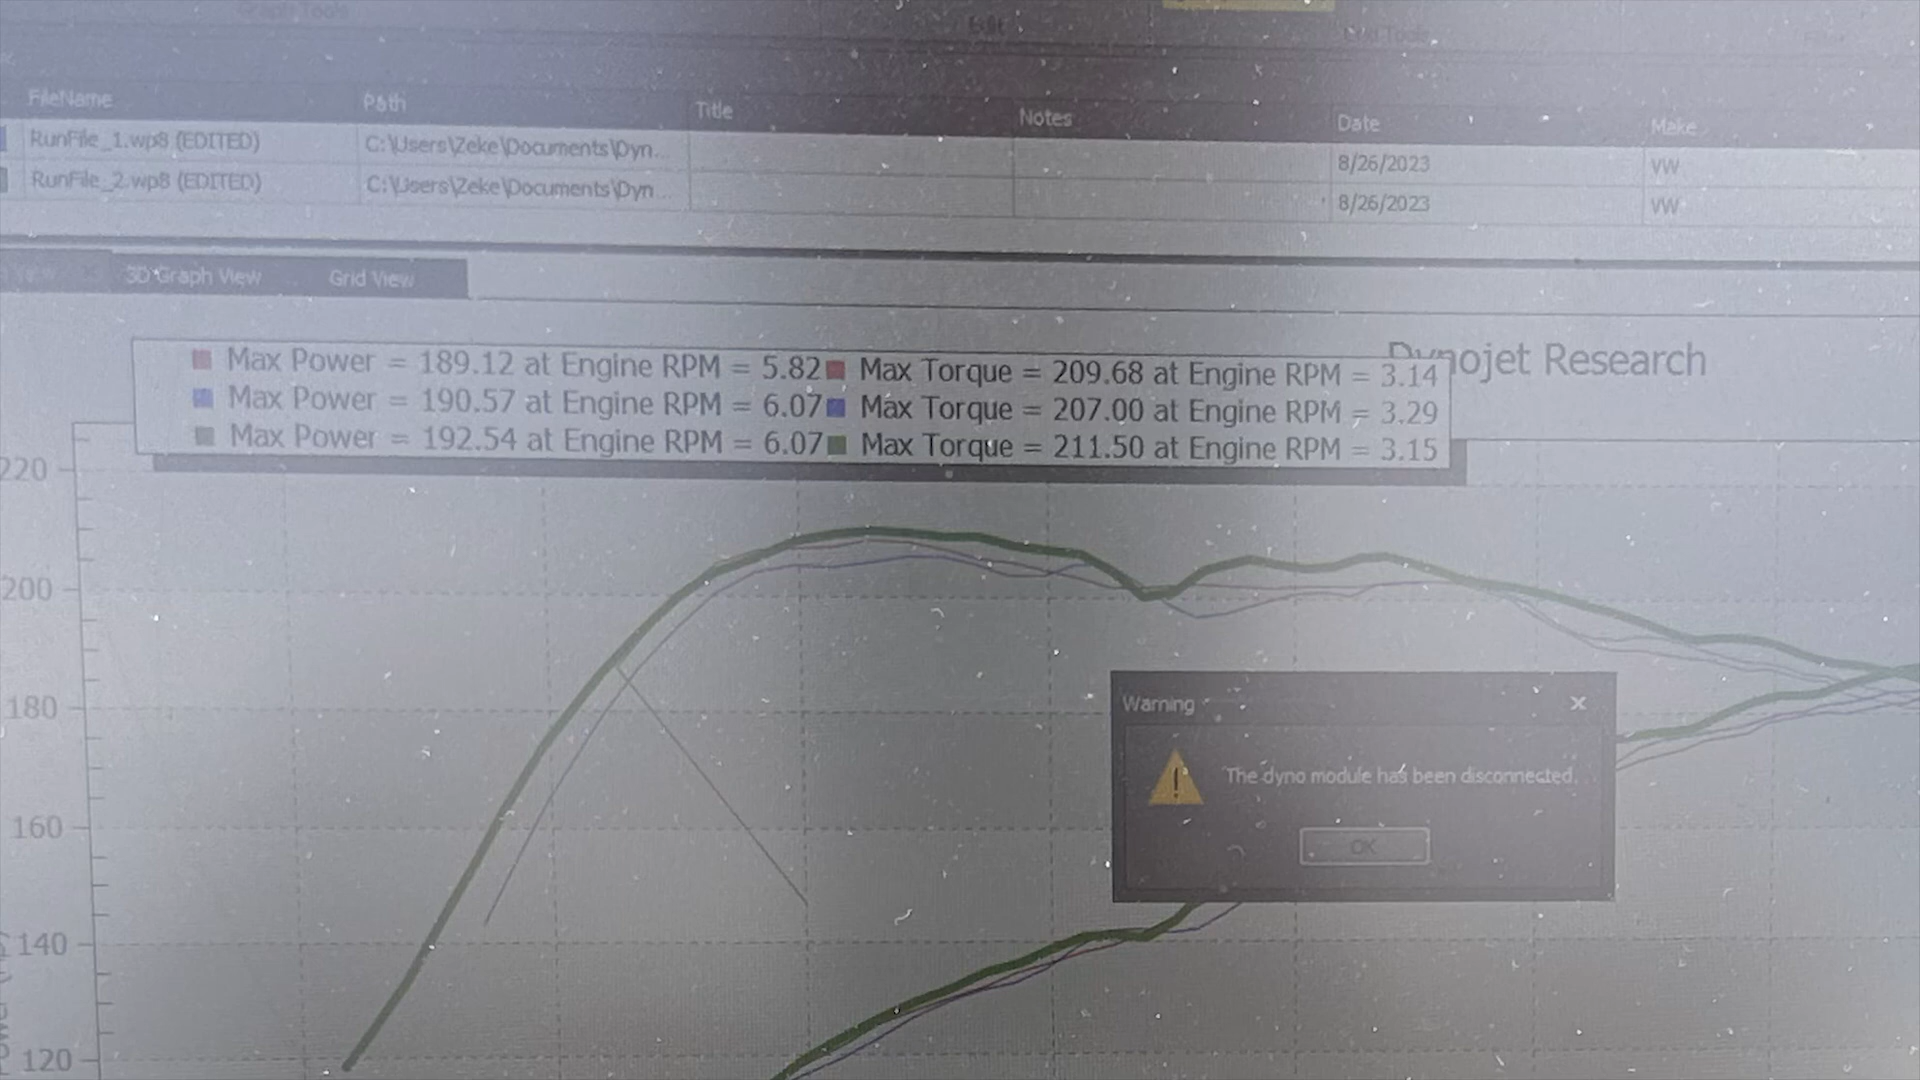 Graph Tools
Edit
FileName Path Title Notes Date Make
RunFile_1.wp8 (EDITED) C:\Users\Zeke\Documents\Dyn... 8/26/2023 VW
RunFile_2.wp8 (EDITED) C:\Users\Zeke\Documents\Dyn... 8/26/2023 VW
3D Graph View Grid View
Dynojet Research
Max Power = 189.12 at Engine RPM = 5.82 Max Torque = 209.68 at Engine RPM = 3.14
Max Power = 190.57 at Engine RPM = 6.07 Max Torque = 207.00 at Engine RPM = 3.29
Max Power = 192.54 at Engine RPM = 6.07 Max Torque = 211.50 at Engine RPM = 3.15
220
200
180
160
140
120
Warning
The dyno module has been disconnected.
OK